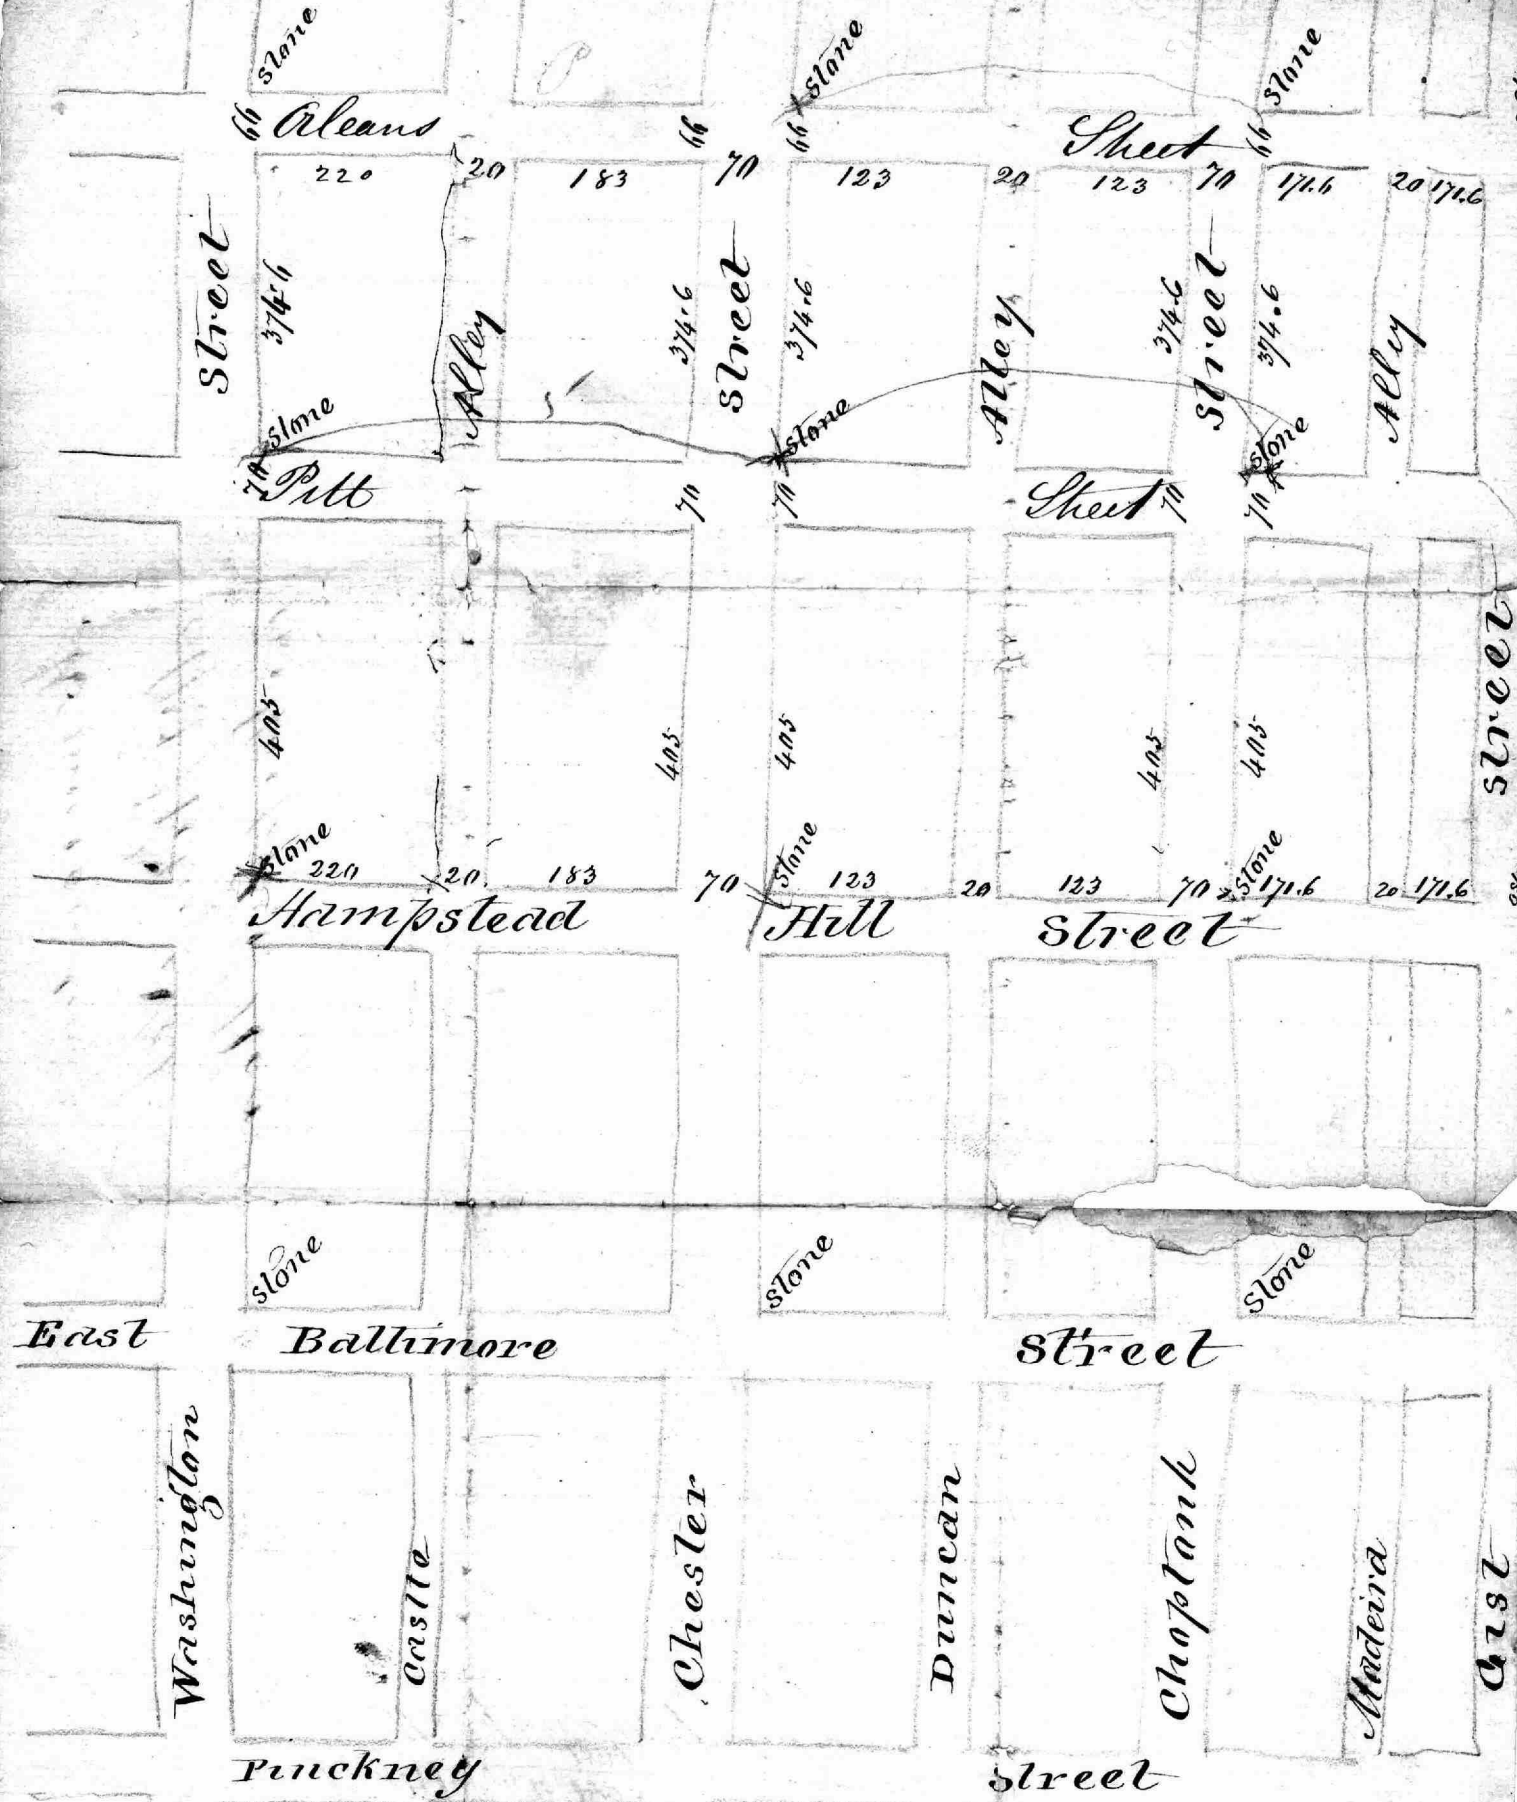 Stone Stone Stone
66 Orleans 66 66 Street 66
220 20 183 70 123 20 123 70 171.6 20 171.6
Street 374.6 Alley 374.6 Street 374.6 Alley 374.6 Street 374.6 Alley
Stone Stone Stone
70 Pitt 70 70 Street 70 70
Street
405 405 405 405 405
Stone Stone Stone
220 20 183 70 123 20 123 70 171.6 20 171.6
Hampstead Hill Street
Stone Stone Stone
East Baltimore Street
Washington Castle Chester Duncan Choptank Madeira Gist
Pinckney Street